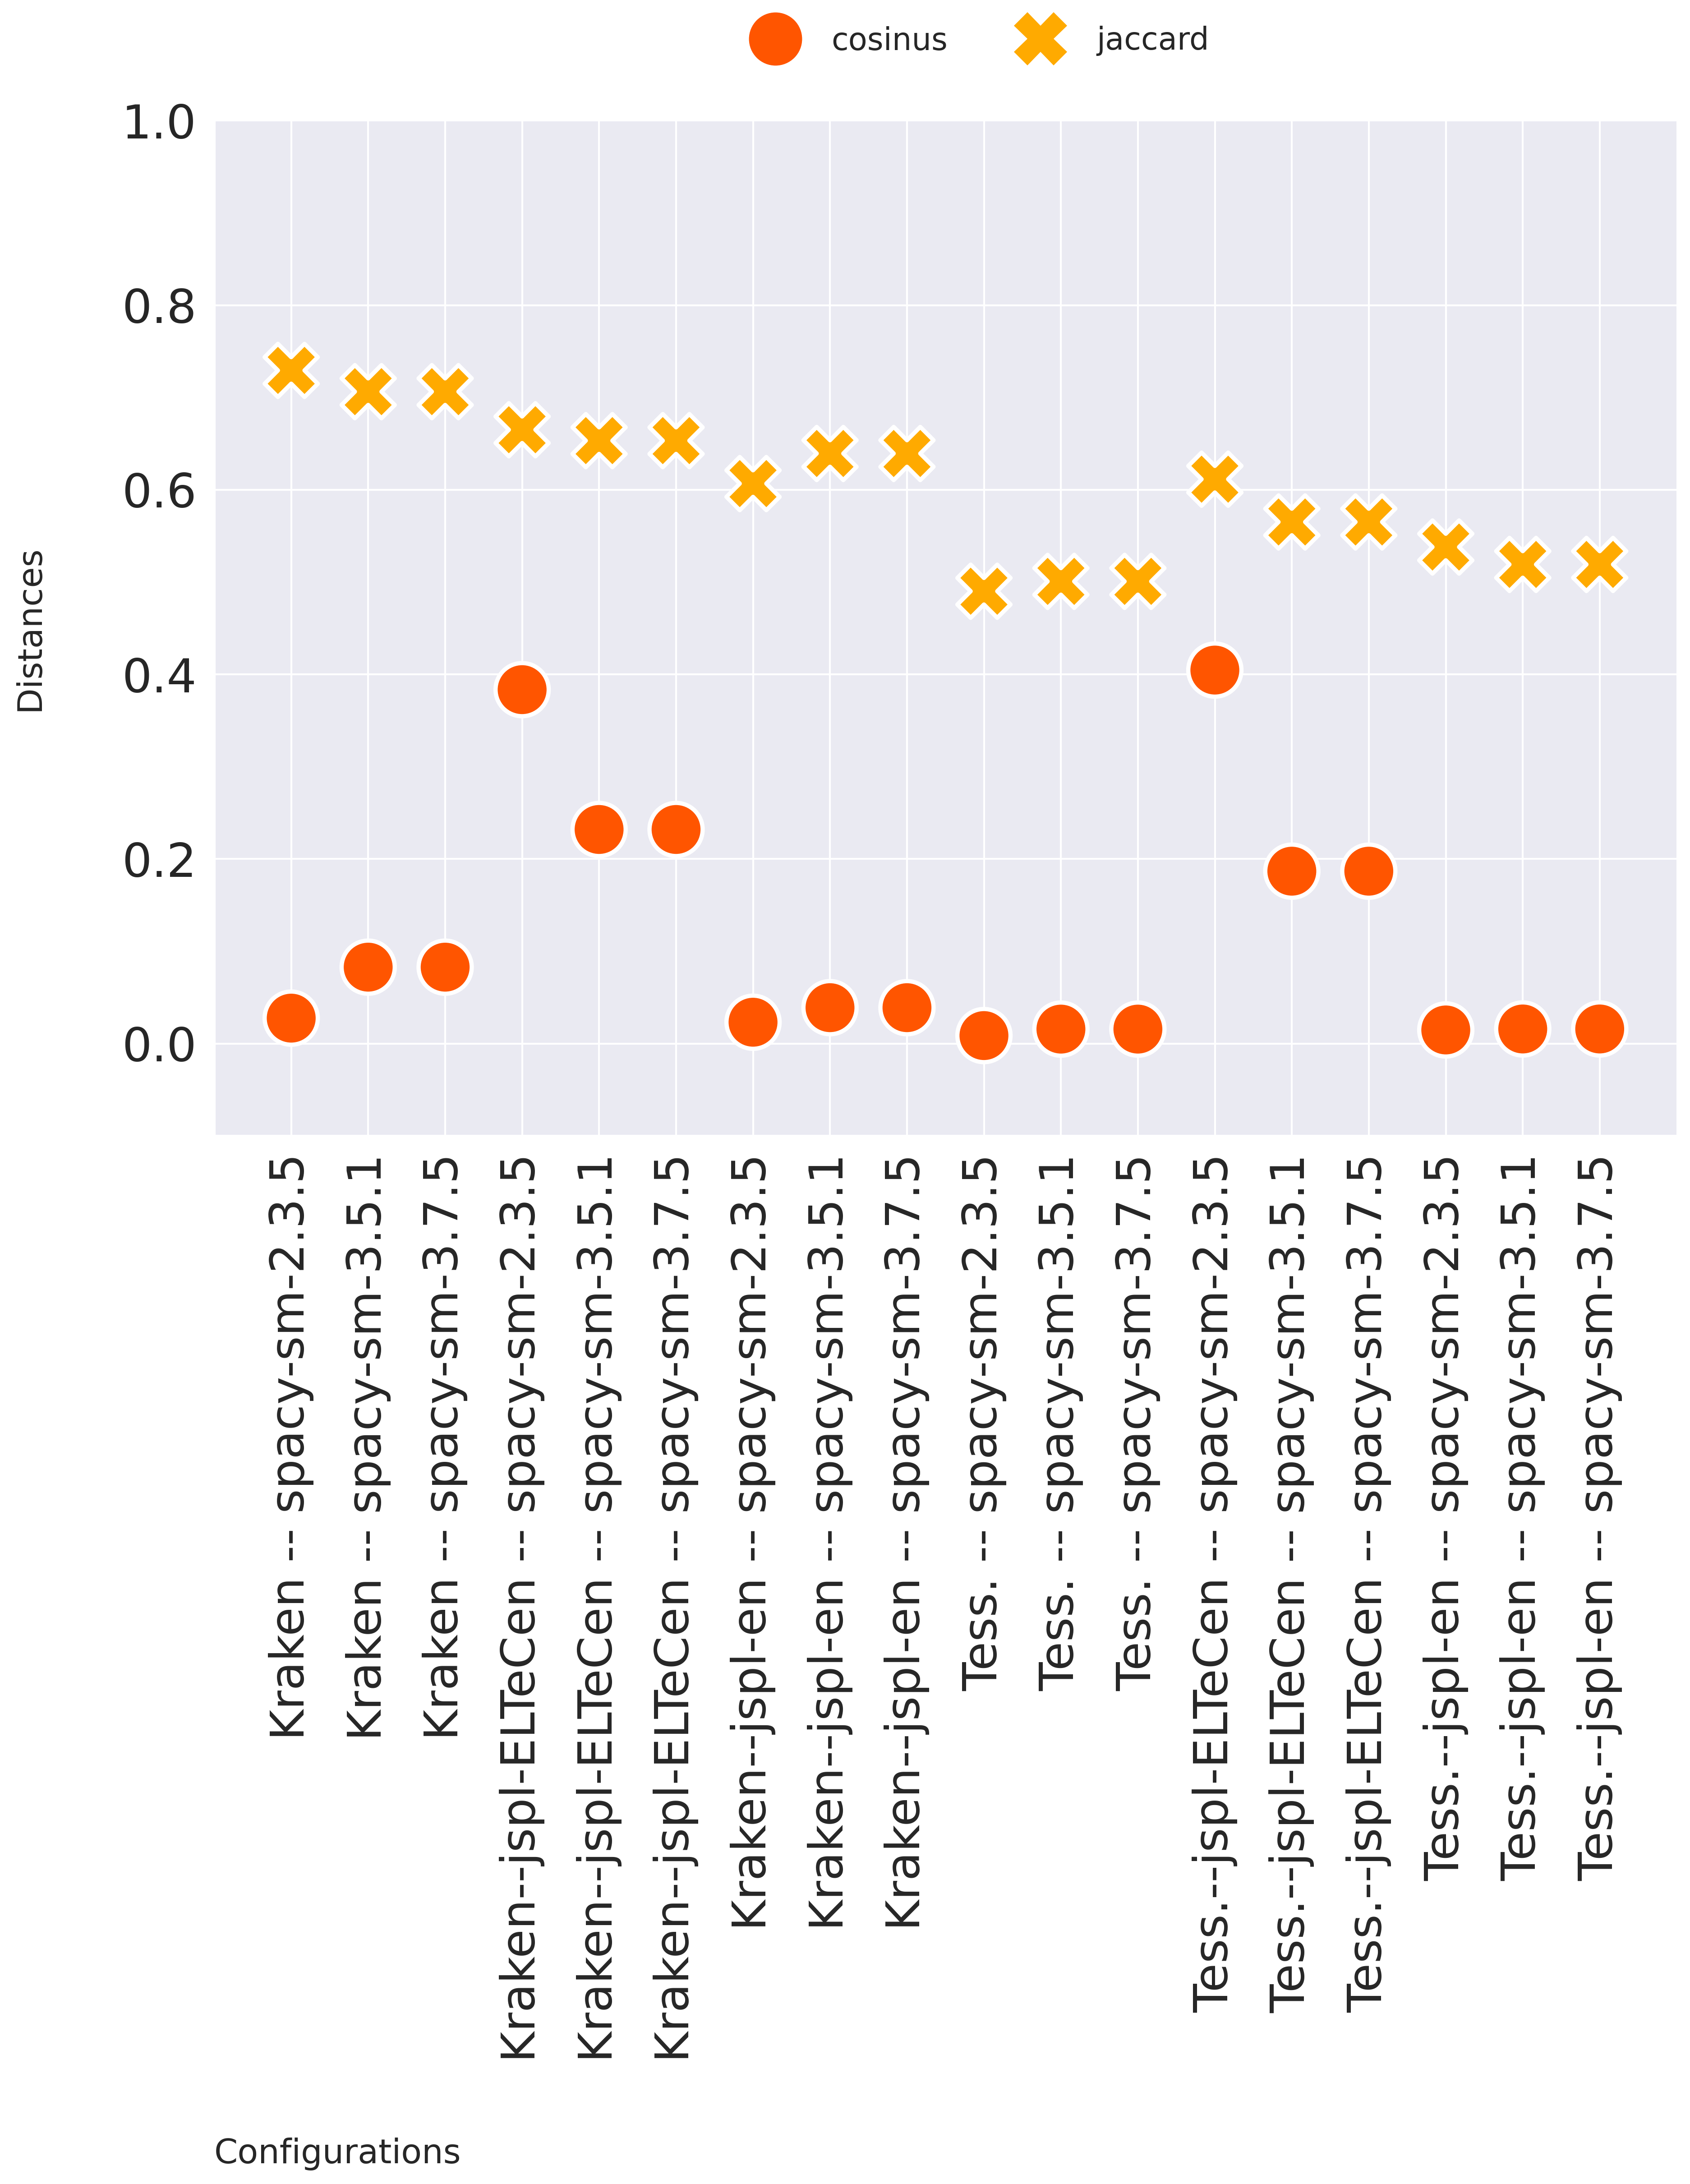 cosinus
jaccard
1.0
0.8
0.6
0.4
0.2
0.0
Distances
Kraken -- spacy-sm-2.3.5
Kraken -- spacy-sm-3.5.1
Kraken -- spacy-sm-3.7.5
Kraken--jspl-ELTeCen -- spacy-sm-2.3.5
Kraken--jspl-ELTeCen -- spacy-sm-3.5.1
Kraken--jspl-ELTeCen -- spacy-sm-3.7.5
Kraken--jspl-en -- spacy-sm-2.3.5
Kraken--jspl-en -- spacy-sm-3.5.1
Kraken--jspl-en -- spacy-sm-3.7.5
Tess. -- spacy-sm-2.3.5
Tess. -- spacy-sm-3.5.1
Tess. -- spacy-sm-3.7.5
Tess.--jspl-ELTeCen -- spacy-sm-2.3.5
Tess.--jspl-ELTeCen -- spacy-sm-3.5.1
Tess.--jspl-ELTeCen -- spacy-sm-3.7.5
Tess.--jspl-en -- spacy-sm-2.3.5
Tess.--jspl-en -- spacy-sm-3.5.1
Tess.--jspl-en -- spacy-sm-3.7.5
Configurations